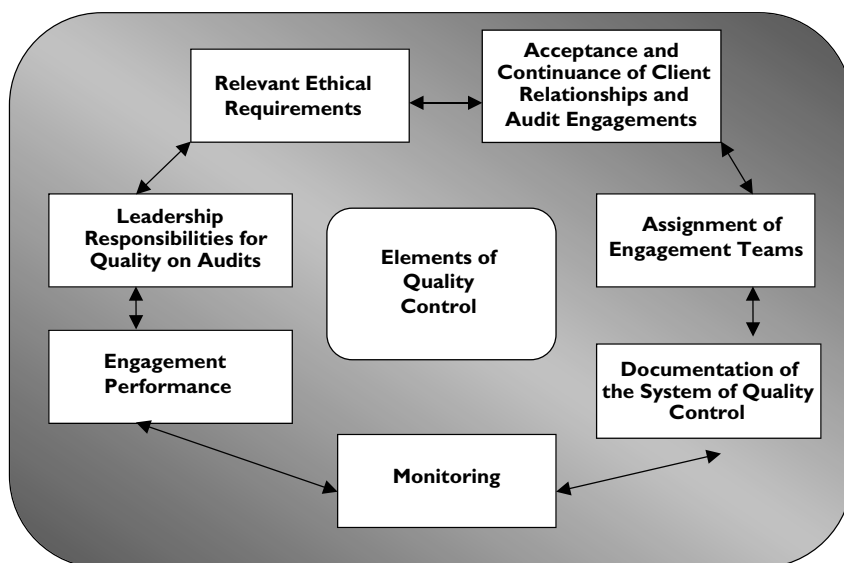 Relevant Ethical
Requirements
Acceptance and
Continuance of Client
Relationships and
Audit Engagements
Leadership
Responsibilities for
Quality on Audits
Elements of
Quality
Control
Assignment of
Engagement Teams
Engagement
Performance
Documentation of
the System of Quality
Control
Monitoring